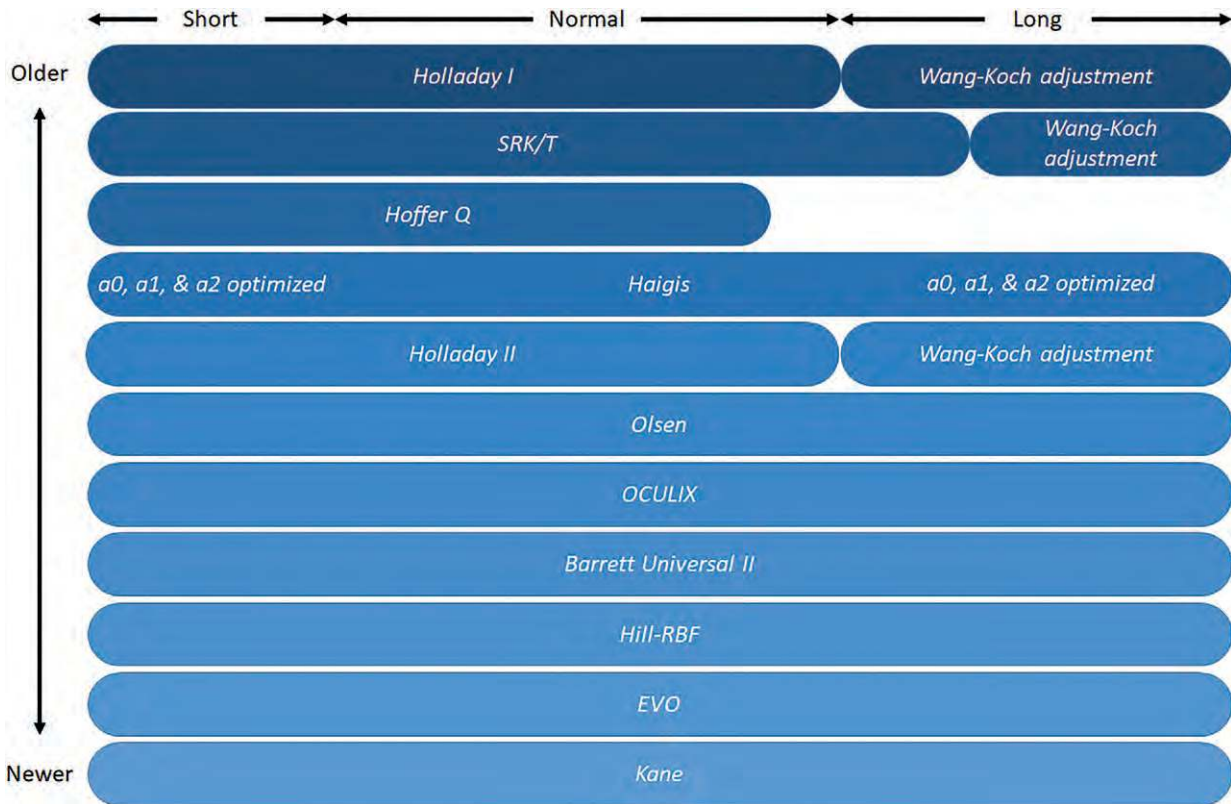 Short Normal Long
Older
Holladay I Wang-Koch adjustment
SRK/T Wang-Koch
adjustment
Hoffer Q
a0, a1, & a2 optimized Haigis a0, a1, & a2 optimized
Holladay II Wang-Koch adjustment
Olsen
OCULIX
Barrett Universal II
Hill-RBF
EVO
Newer Kane